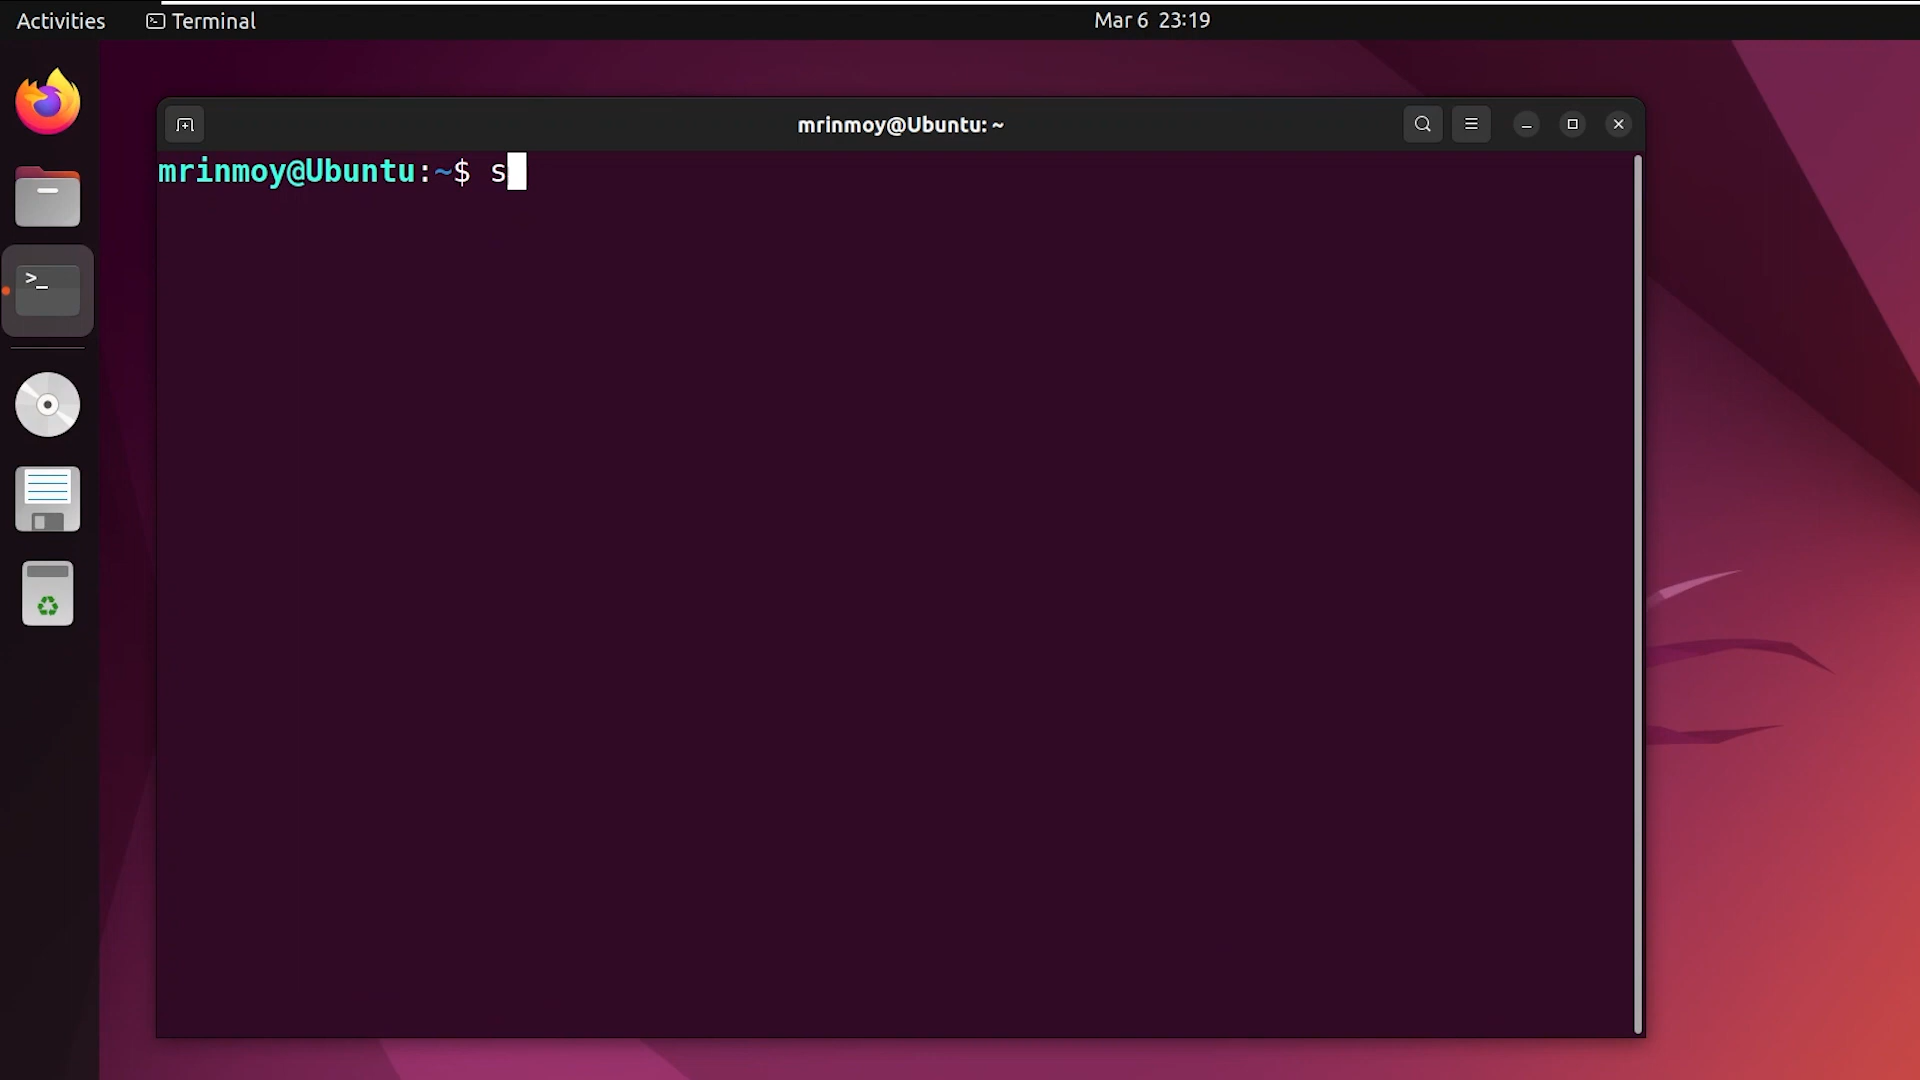 Activities Terminal Mar 6 23:19
mrinmoy@Ubuntu: ~
mrinmoy@Ubuntu:~$ s
>_